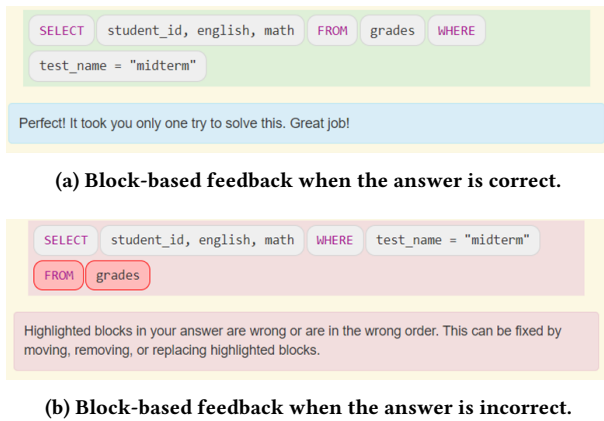 SELECT student_id, english, math FROM grades WHERE
test_name = "midterm"
Perfect! It took you only one try to solve this. Great job!
(a) Block-based feedback when the answer is correct.
SELECT student_id, english, math WHERE test_name = "midterm"
FROM grades
Highlighted blocks in your answer are wrong or are in the wrong order. This can be fixed by
moving, removing, or replacing highlighted blocks.
(b) Block-based feedback when the answer is incorrect.